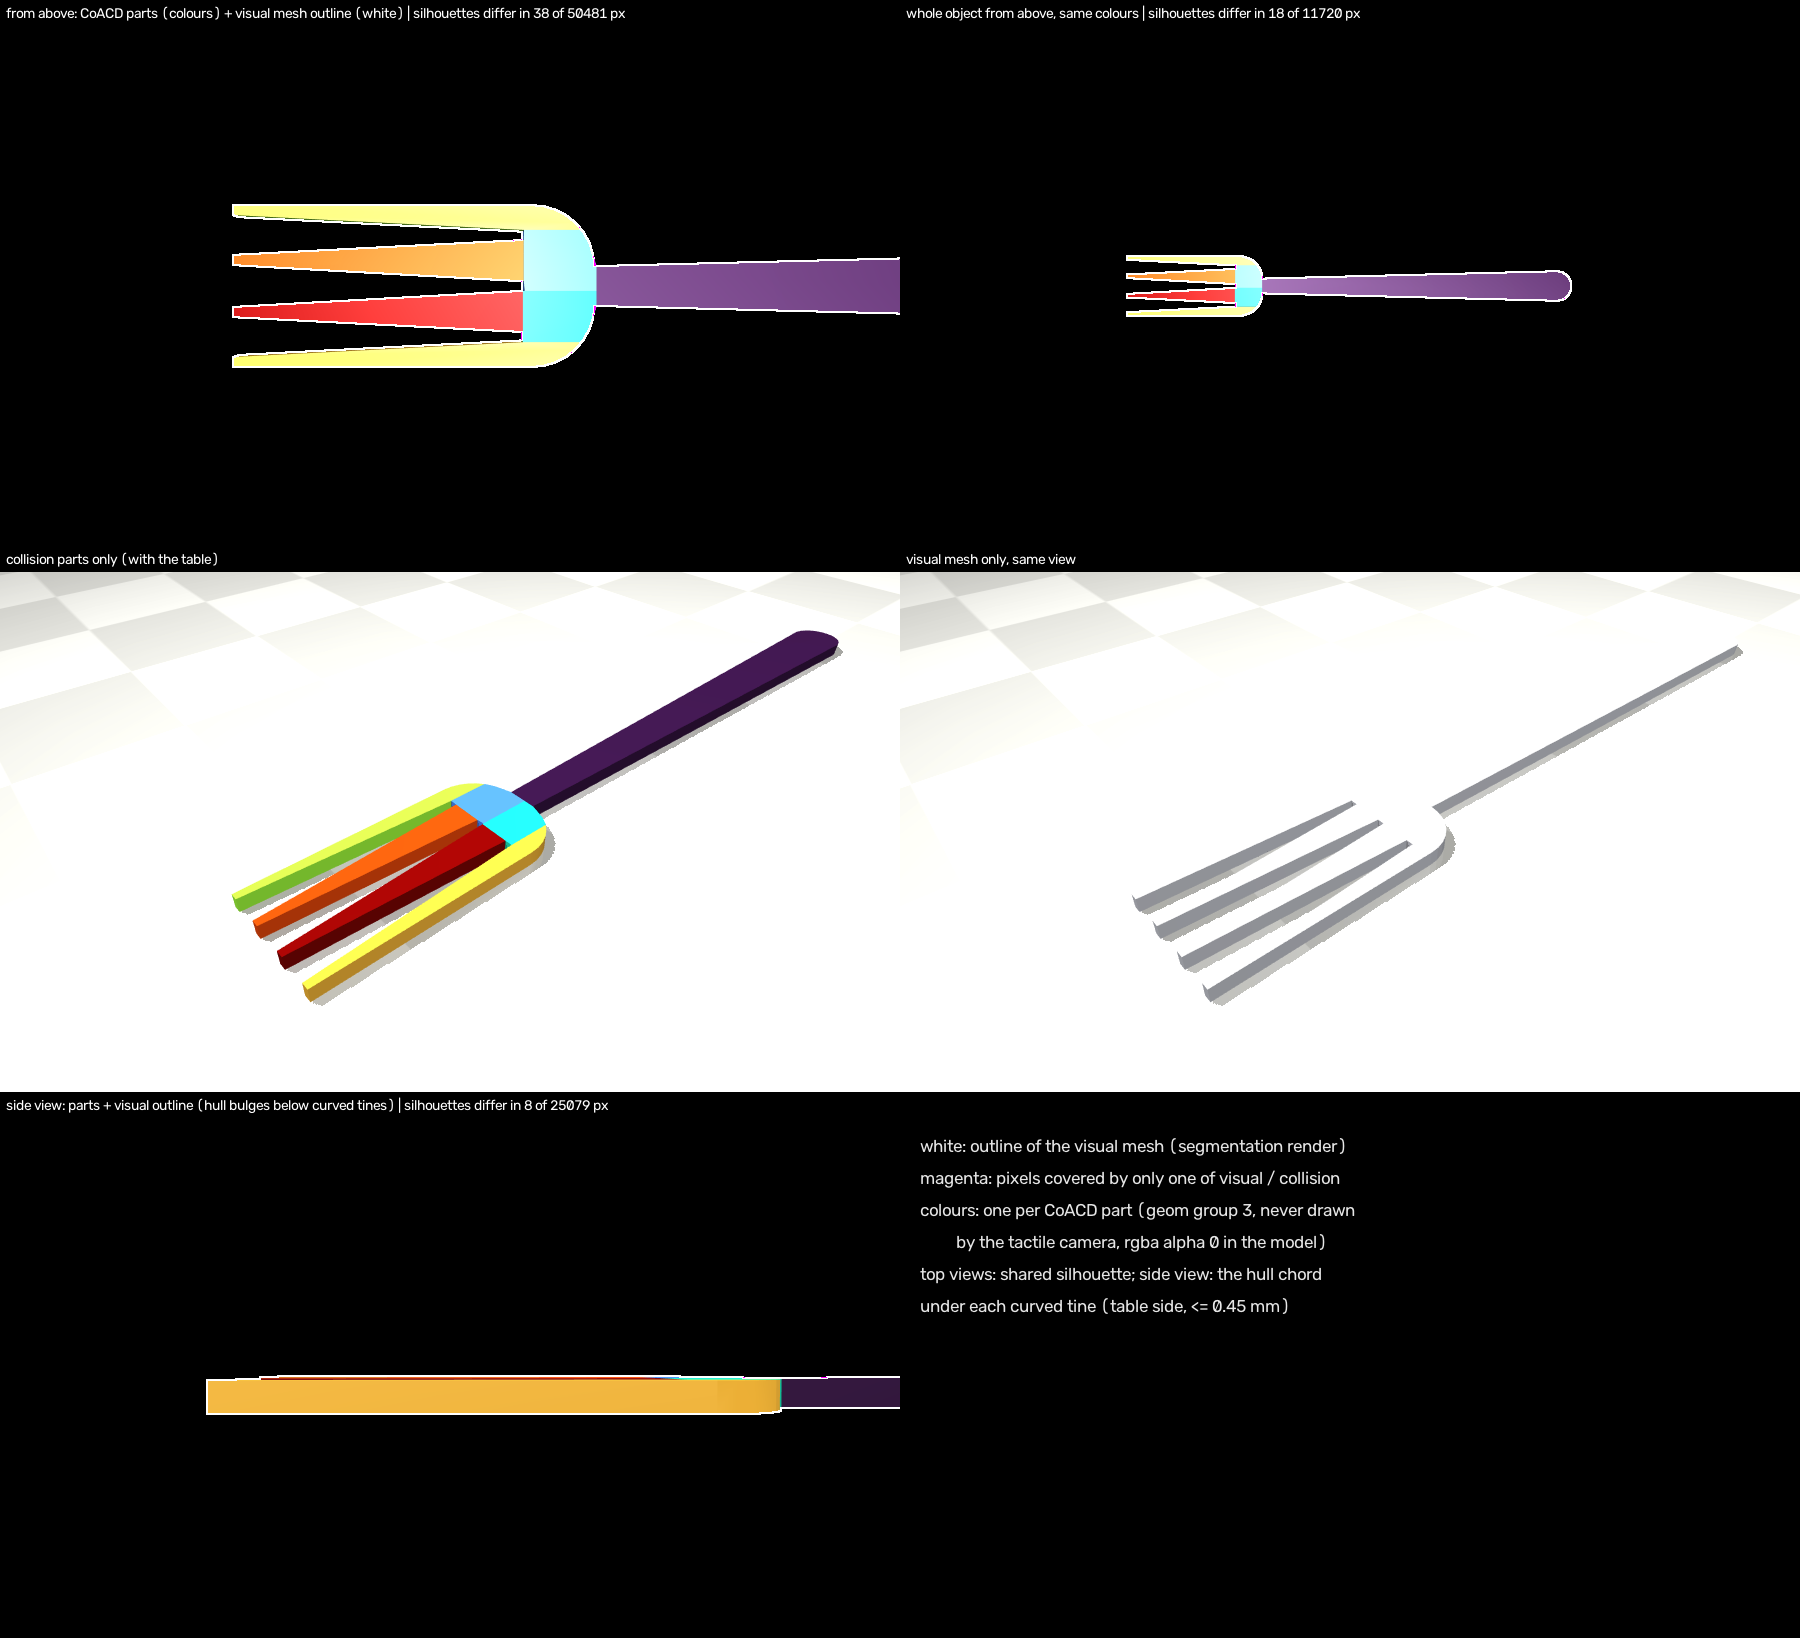 from above: CoACD parts (colours) + visual mesh outline (white) | silhouettes differ in 38 of 50481 px
whole object from above, same colours | silhouettes differ in 18 of 11720 px
collision parts only (with the table)
visual mesh only, same view
side view: parts + visual outline (hull bulges below curved tines) | silhouettes differ in 8 of 25079 px
white: outline of the visual mesh (segmentation render)
magenta: pixels covered by only one of visual / collision
colours: one per CoACD part (geom group 3, never drawn
by the tactile camera, rgba alpha 0 in the model)
top views: shared silhouette; side view: the hull chord
under each curved tine (table side, <= 0.45 mm)